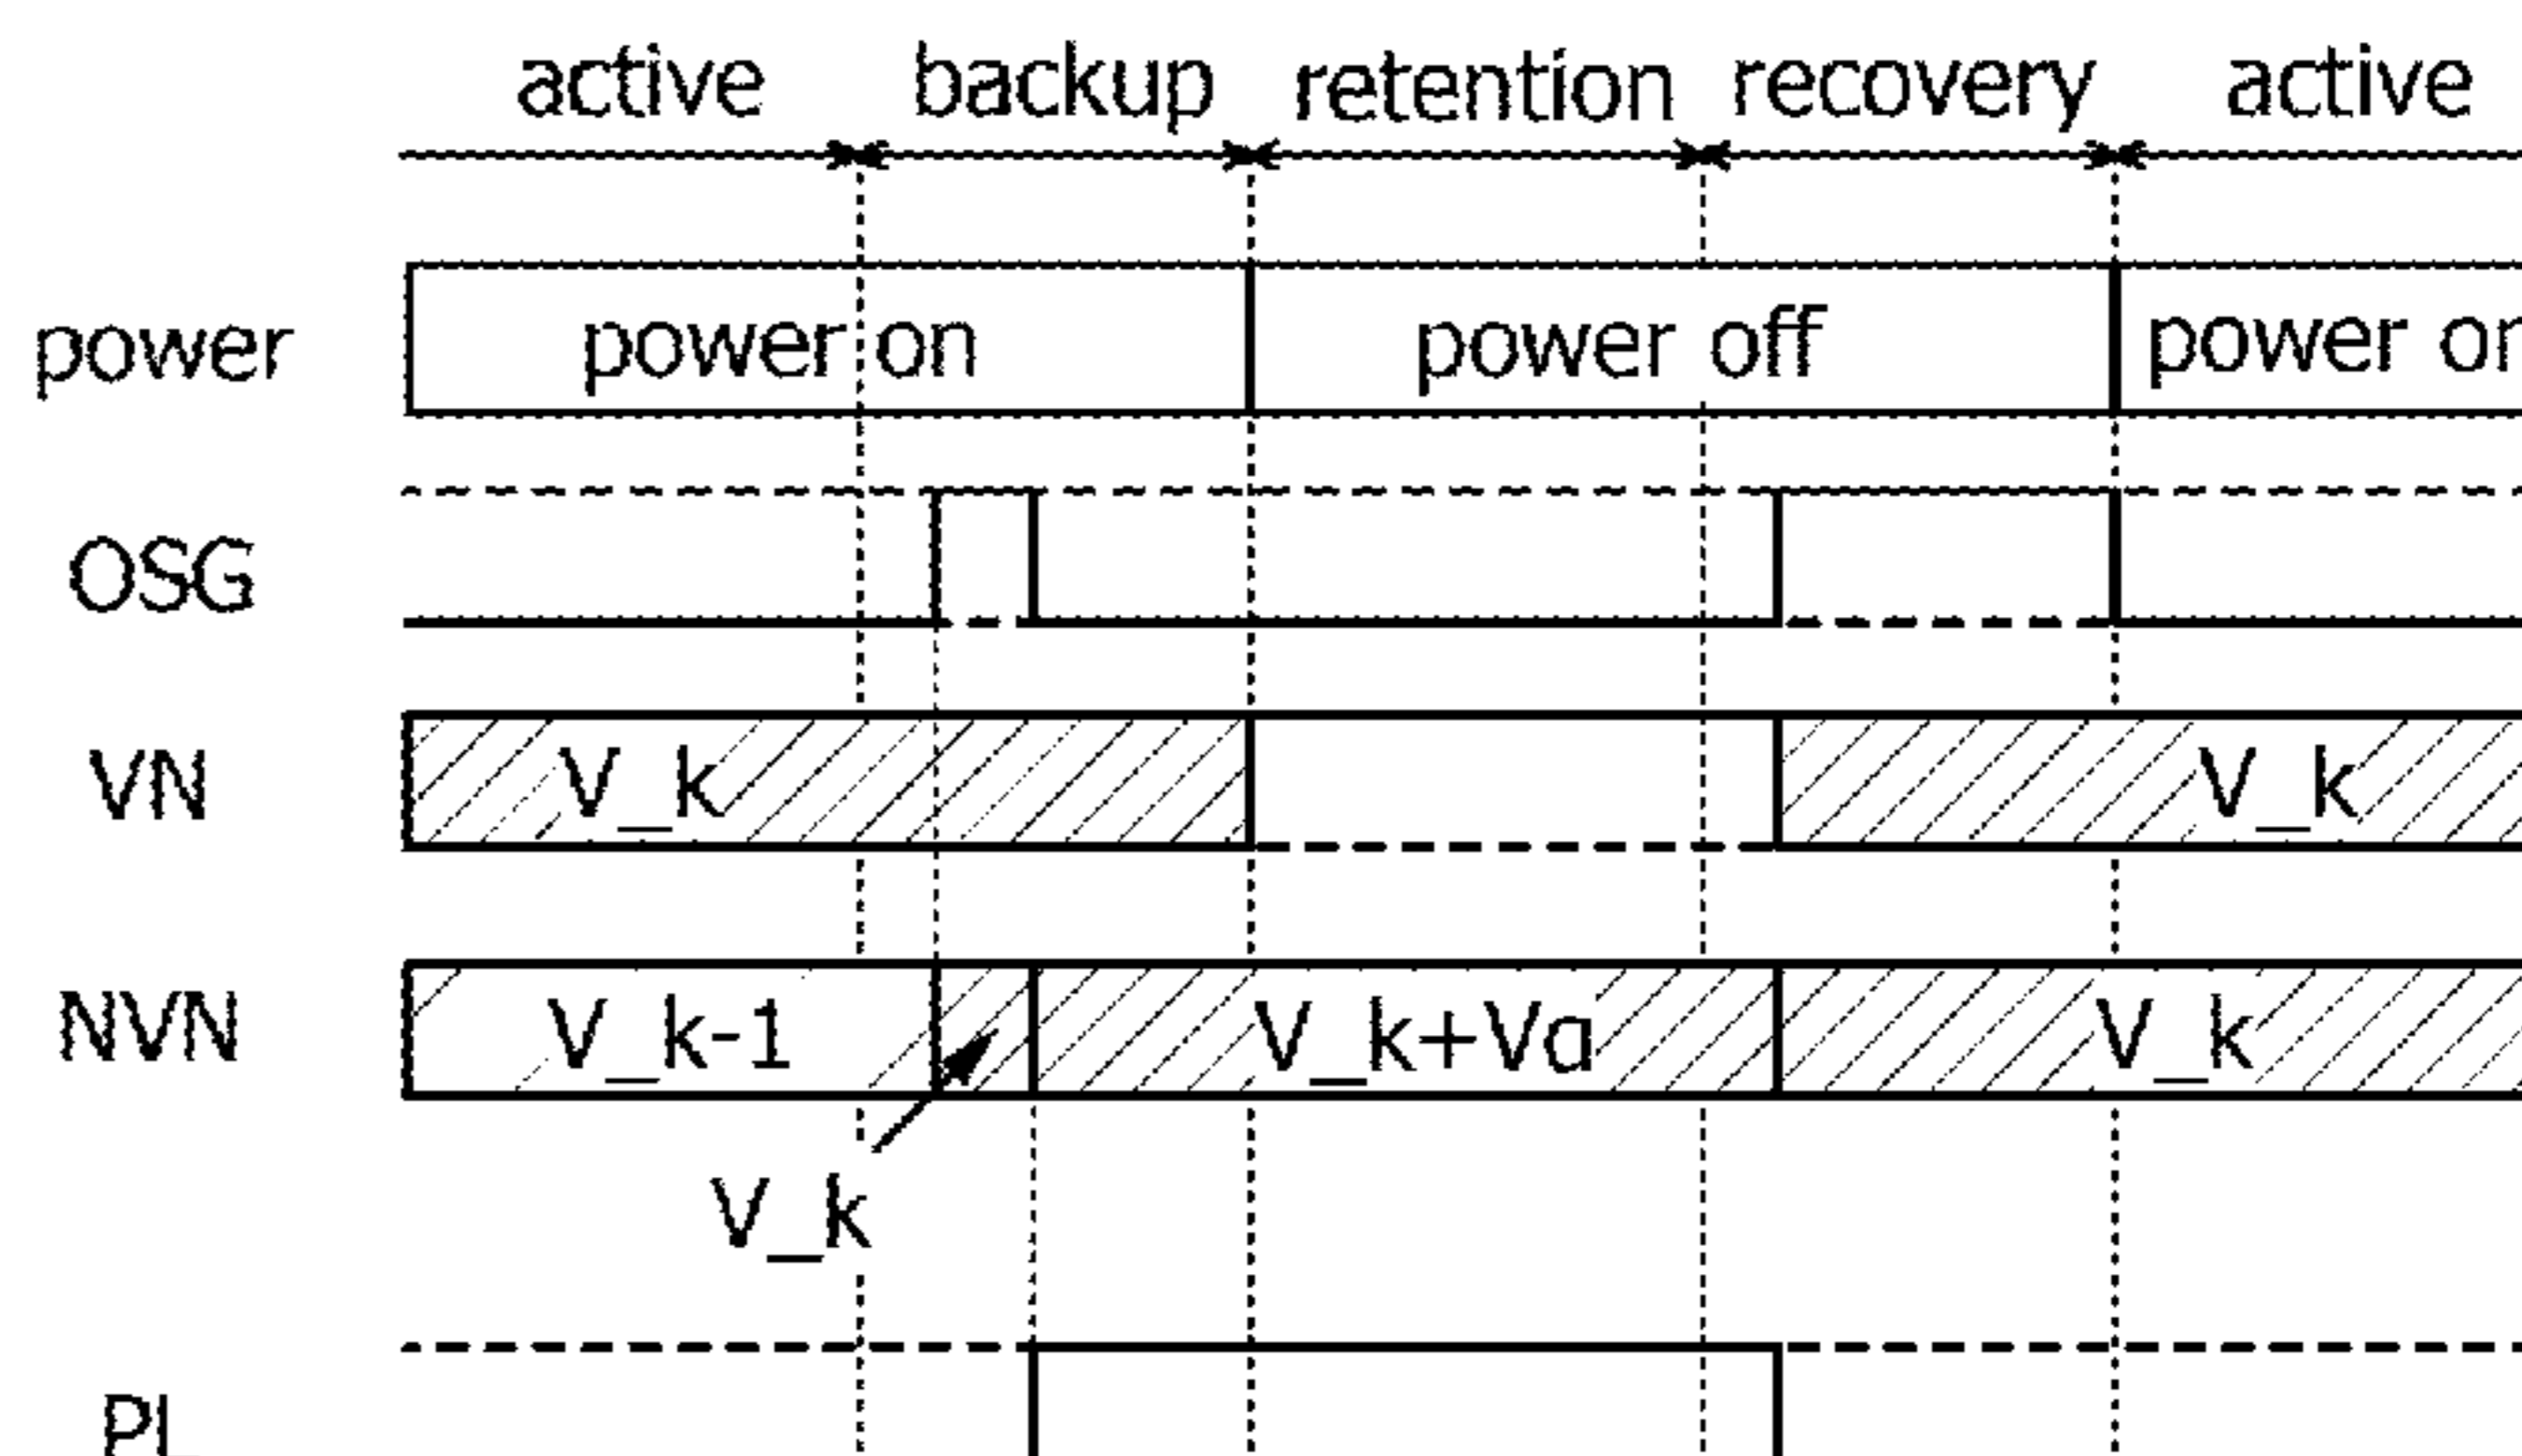 active backup retention recovery active
power power on power off power on
OSG
VN V_k V_k
NVN V_k-1 V_k+Va V_k
V_k
PL